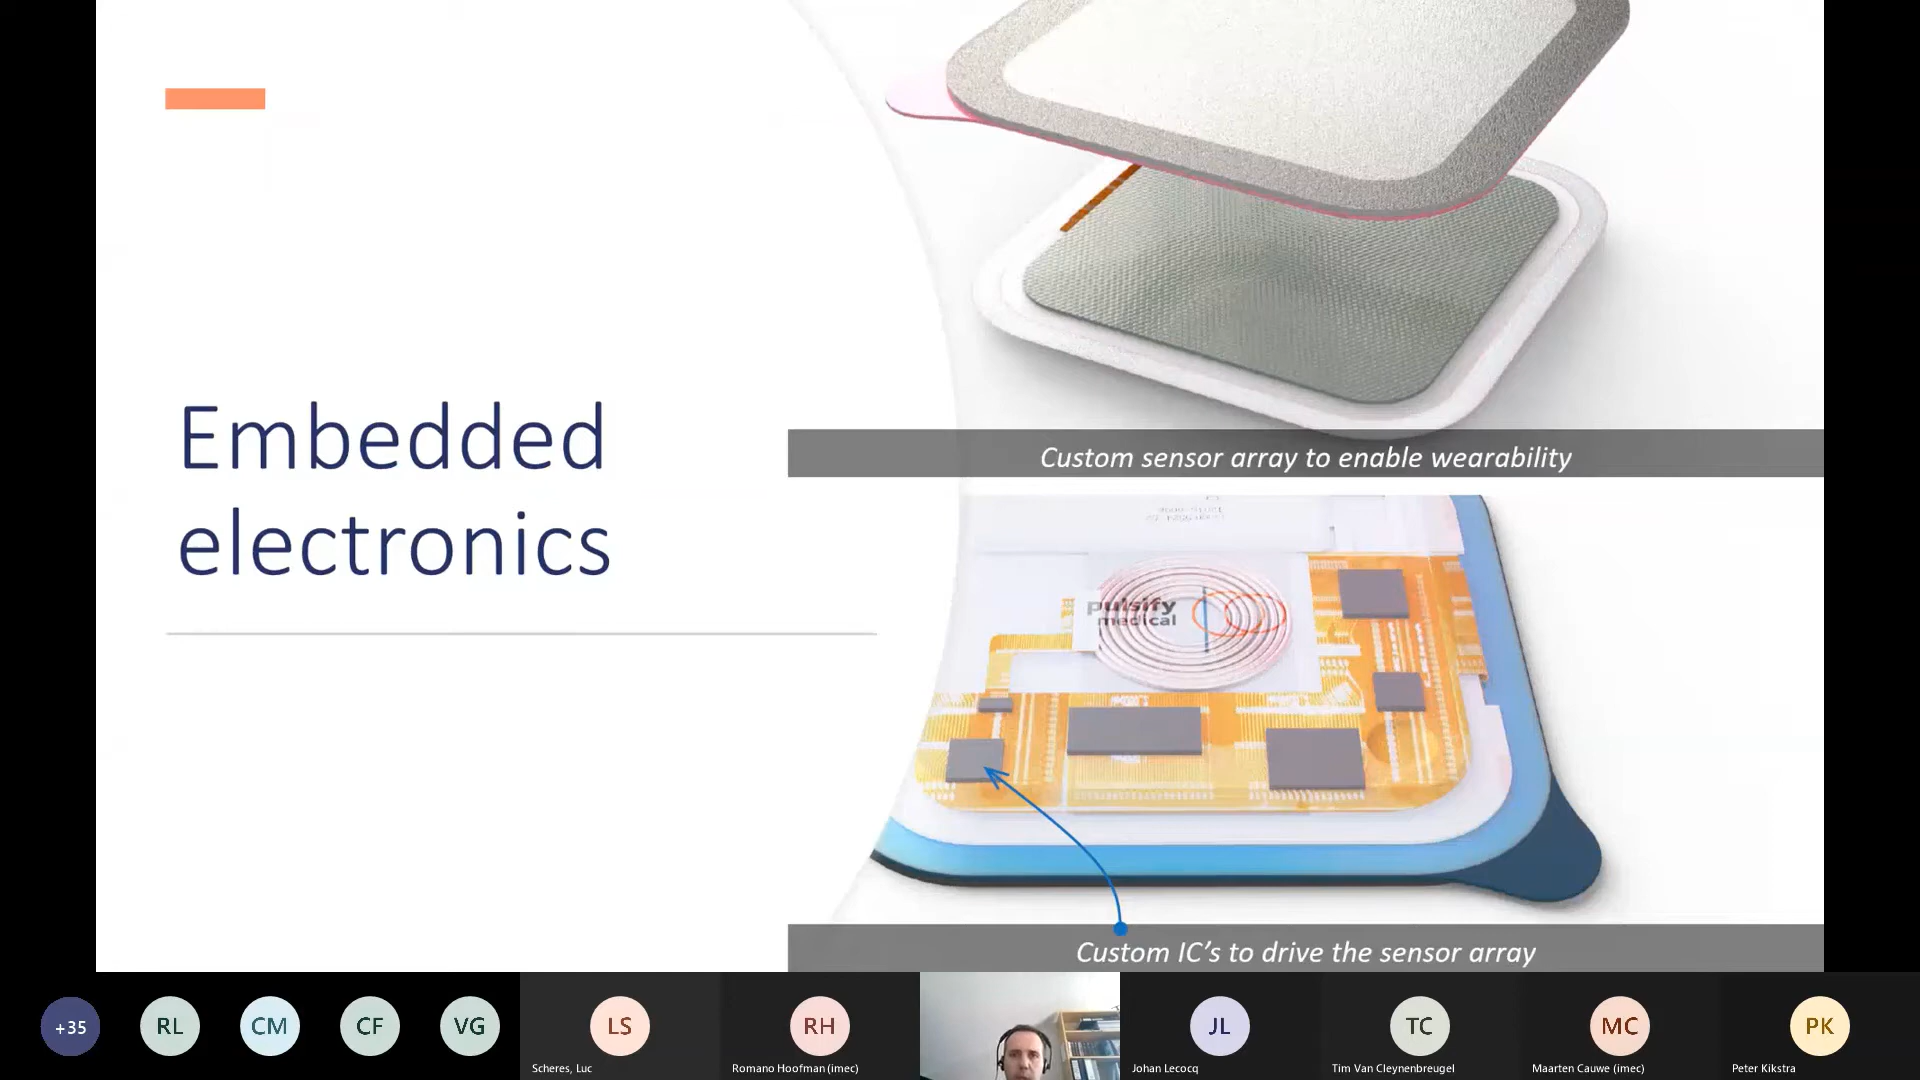 Embedded
electronics
Custom sensor array to enable wearability
pulsify
medical
Custom IC's to drive the sensor array
+35
RL
CM
CF
VG
LS
RH
JL
TC
MC
PK
Scheres, Luc
Romano Hoofman (imec)
Johan Lecocq
Tim Van Cleynenbreugel
Maarten Cauwe (imec)
Peter Kikstra